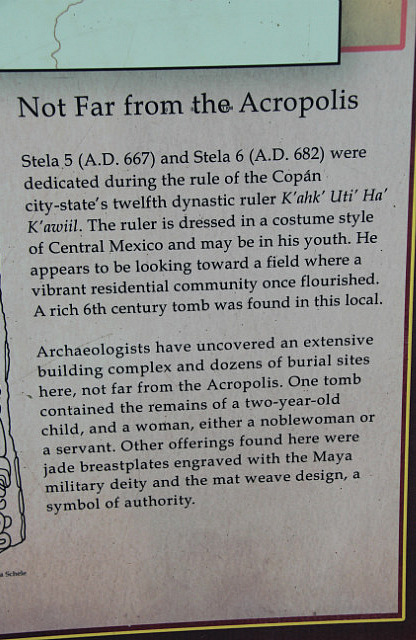 Not Far from the Acropolis
Stela 5 (A.D. 667) and Stela 6 (A.D. 682) were
dedicated during the rule of the Copán
city-state's twelfth dynastic ruler K'ahk' Uti' Ha'
K'awiil. The ruler is dressed in a costume style
of Central Mexico and may be in his youth. He
appears to be looking toward a field where a
vibrant residential community once flourished.
A rich 6th century tomb was found in this local.
Archaeologists have uncovered an extensive
building complex and dozens of burial sites
here, not far from the Acropolis. One tomb
contained the remains of a two-year-old
child, and a woman, either a noblewoman or
a servant. Other offerings found here were
jade breastplates engraved with the Maya
military deity and the mat weave design, a
symbol of authority.
a Schele